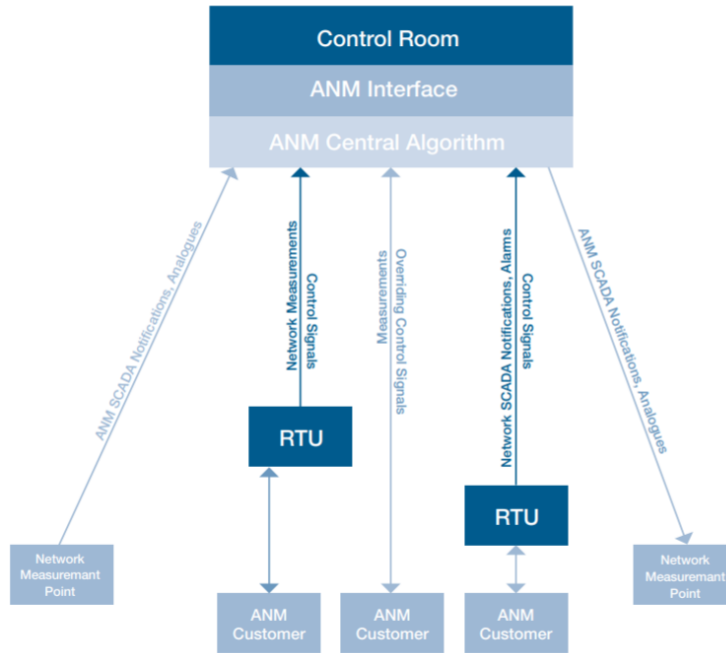 Control Room
ANM Interface
ANM Central Algorithm
ANM SCADA Notifications, Analogues
Network Measurements
Control Signals
Measurements
Overriding Control Signals
Network SCADA Notifications, Alarms
Control Signals
ANM SCADA Notifications, Analogues
RTU
RTU
Network
Measuremant
Point
ANM
Customer
ANM
Customer
ANM
Customer
Network
Measuremant
Point